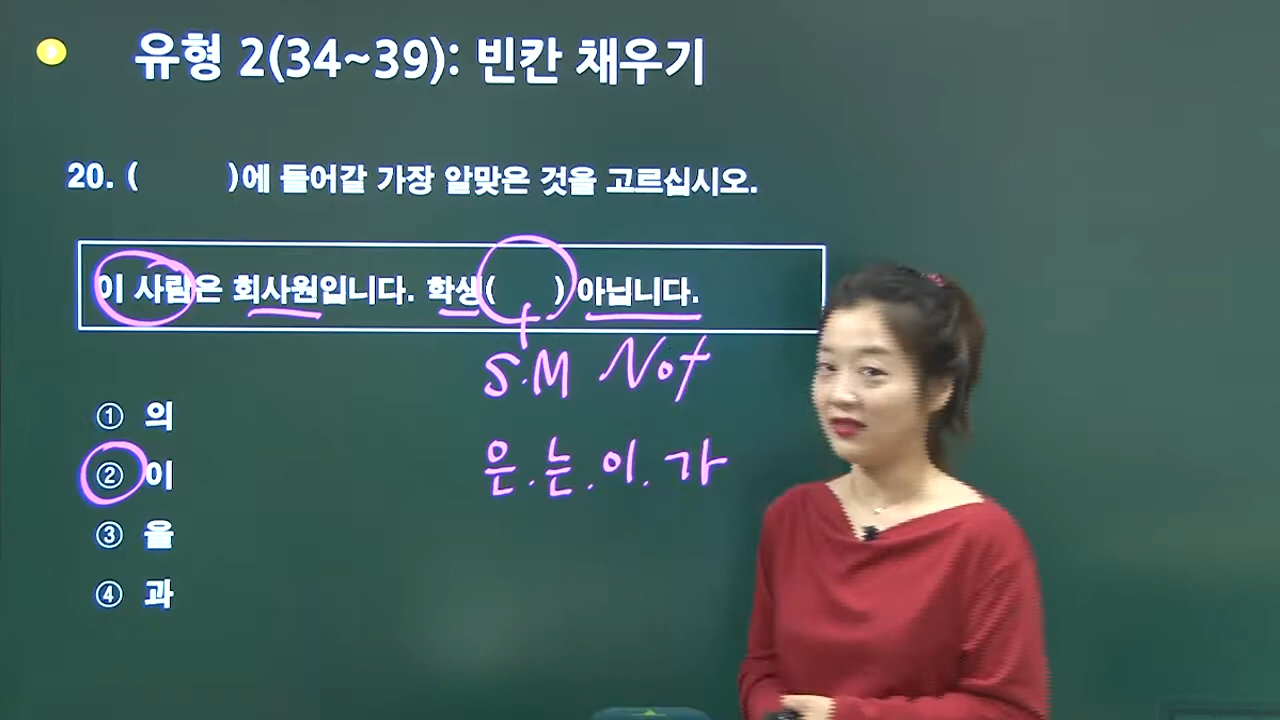 유형 2(34~39): 빈칸 채우기
20. (      )에 들어갈 가장 알맞은 것을 고르십시오.
이 사람은 회사원입니다. 학생(      ) 아닙니다.
S.M Not
은.는.이.가
① 의
② 이
③ 을
④ 과